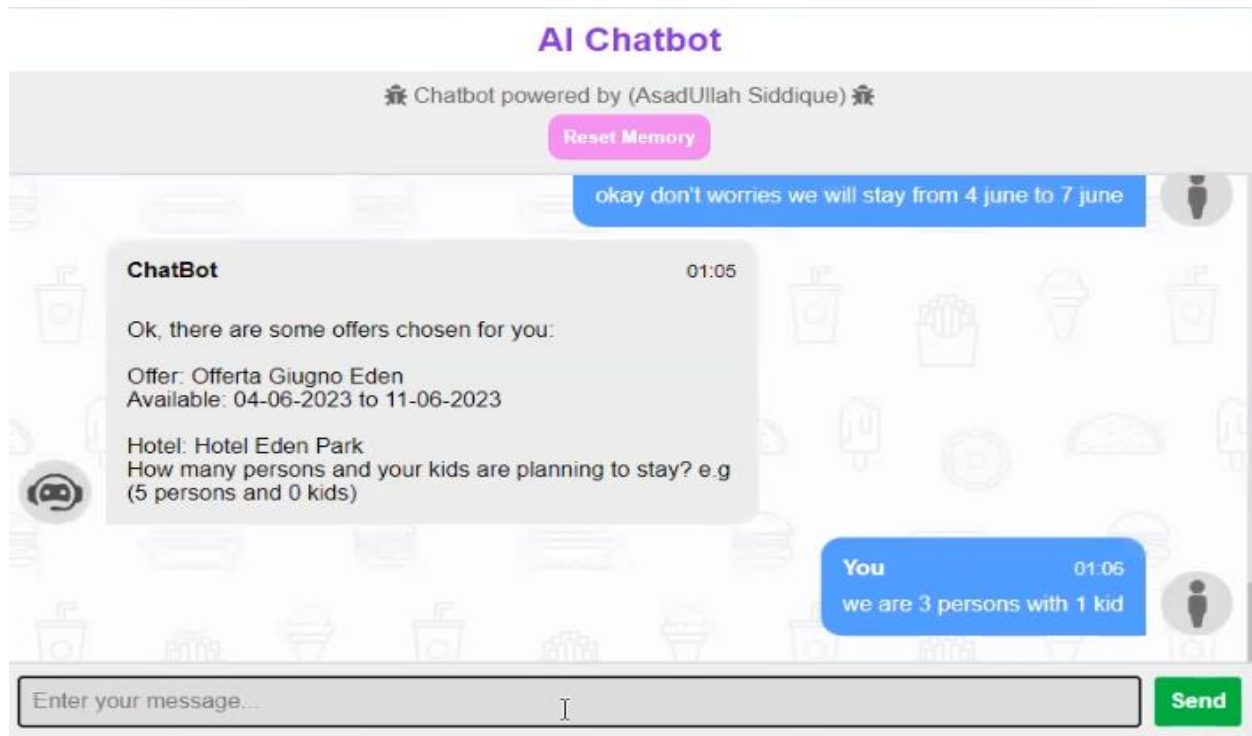 AI Chatbot
Chatbot powered by (AsadUllah Siddique)
Reset Memory
okay don't worries we will stay from 4 june to 7 june
ChatBot 01:05
Ok, there are some offers chosen for you:
Offer: Offerta Giugno Eden
Available: 04-06-2023 to 11-06-2023
Hotel: Hotel Eden Park
How many persons and your kids are planning to stay? e.g
(5 persons and 0 kids)
You 01:06
we are 3 persons with 1 kid
Enter your message...
Send